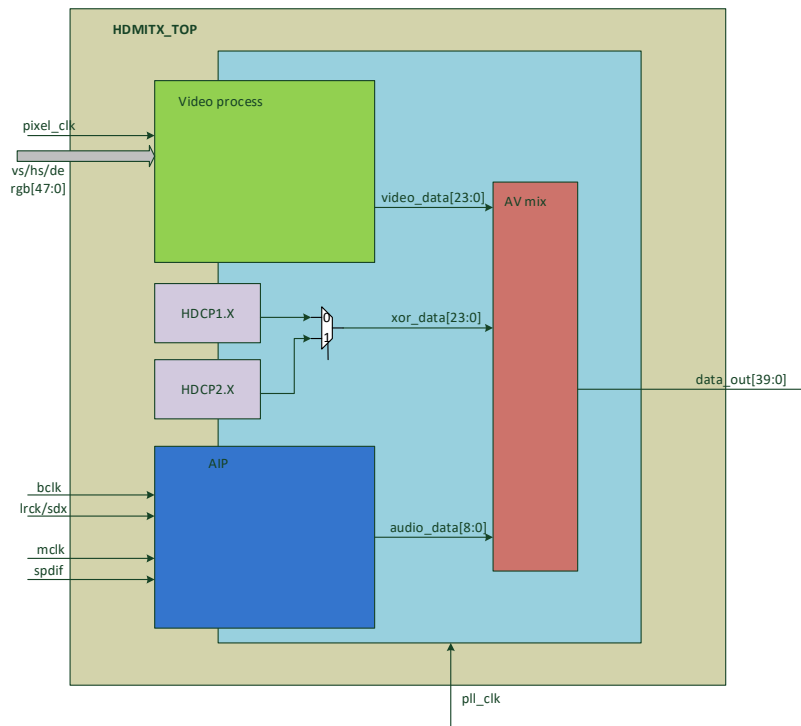 HDMITX_TOP
Video process
pixel_clk
vs/hs/de
rgb[47:0]
video_data[23:0]
AV mix
HDCP1.X
0
1
xor_data[23:0]
HDCP2.X
data_out[39:0]
AIP
bclk
lrck/sdx
audio_data[8:0]
mclk
spdif
pll_clk